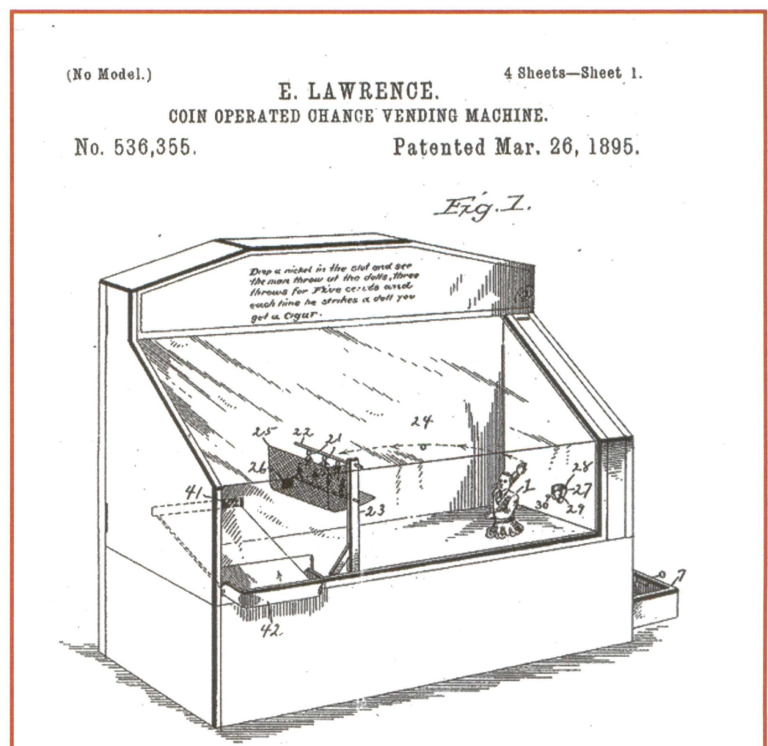 (No Model.)
4 Sheets—Sheet 1.
E. LAWRENCE.
COIN OPERATED CHANCE VENDING MACHINE.
No. 536,355.
Patented Mar. 26, 1895.
Fig. 1.
Drop a nickel in the slot and see
the man throw at the dolls, three
throws for Five cents and
each time he strikes a doll you
get a Cigar.
24
25 22 21
26
28
1 27
41
30 29
23
7
42